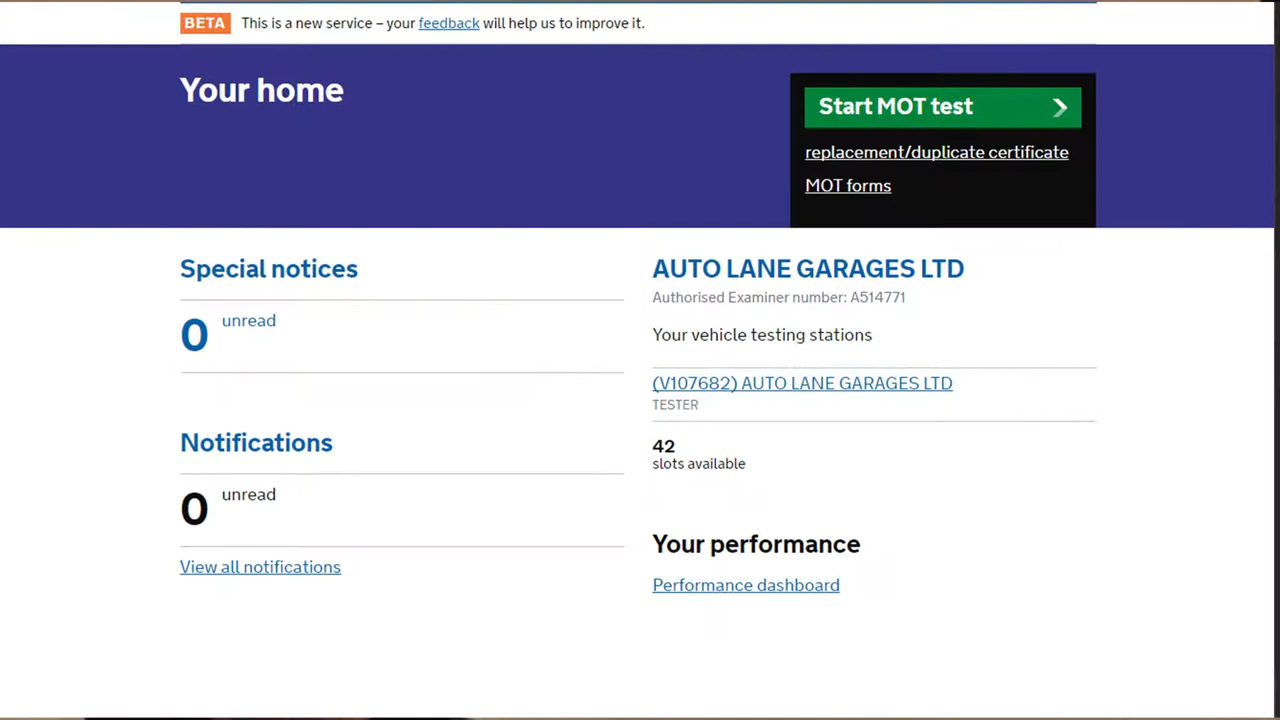 BETA This is a new service – your feedback will help us to improve it.
Your home
Start MOT test
replacement/duplicate certificate
MOT forms
Special notices
0 unread
Notifications
0 unread
View all notifications
AUTO LANE GARAGES LTD
Authorised Examiner number: A514771
Your vehicle testing stations
(V107682) AUTO LANE GARAGES LTD
TESTER
42
slots available
Your performance
Performance dashboard